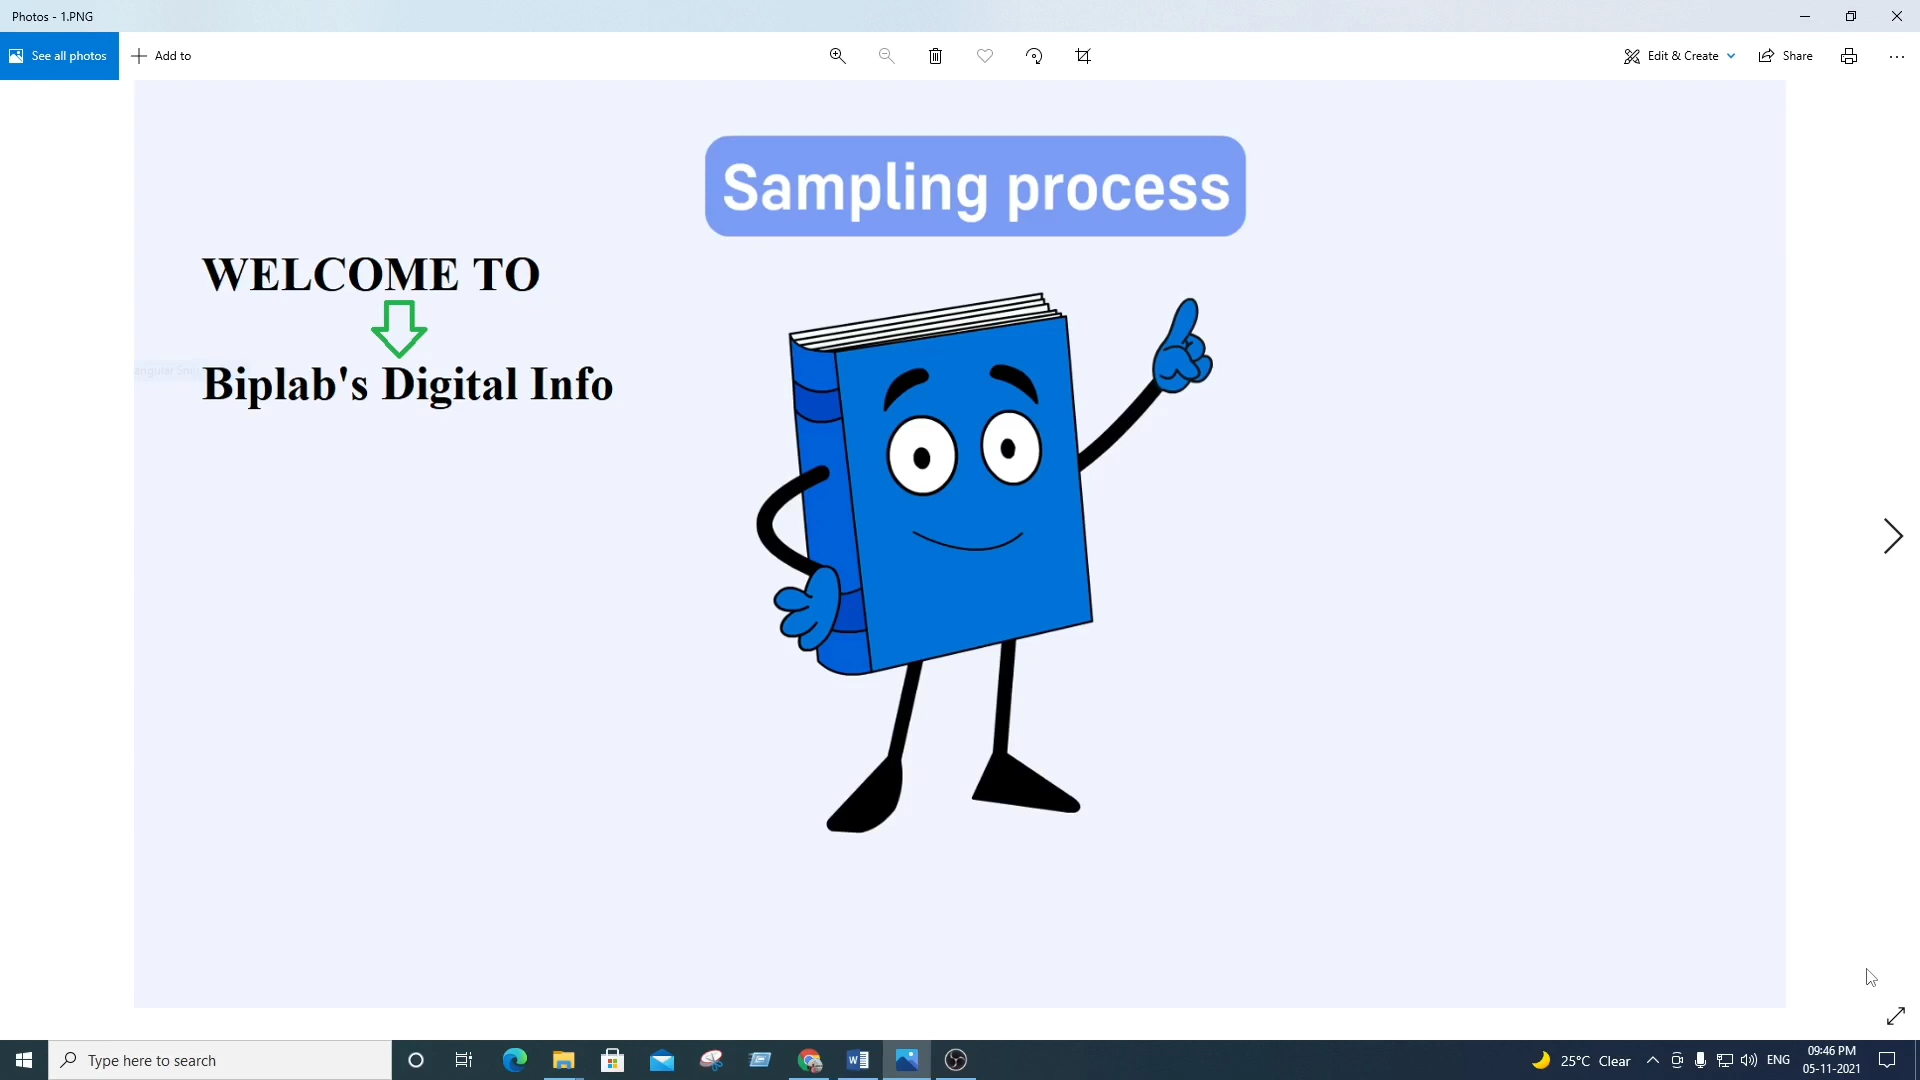 Photos - 1.PNG
See all photos
Add to
Edit & Create
Share
Sampling process
WELCOME TO
Biplab's Digital Info
Type here to search
25°C Clear
ENG
09:46 PM
05-11-2021